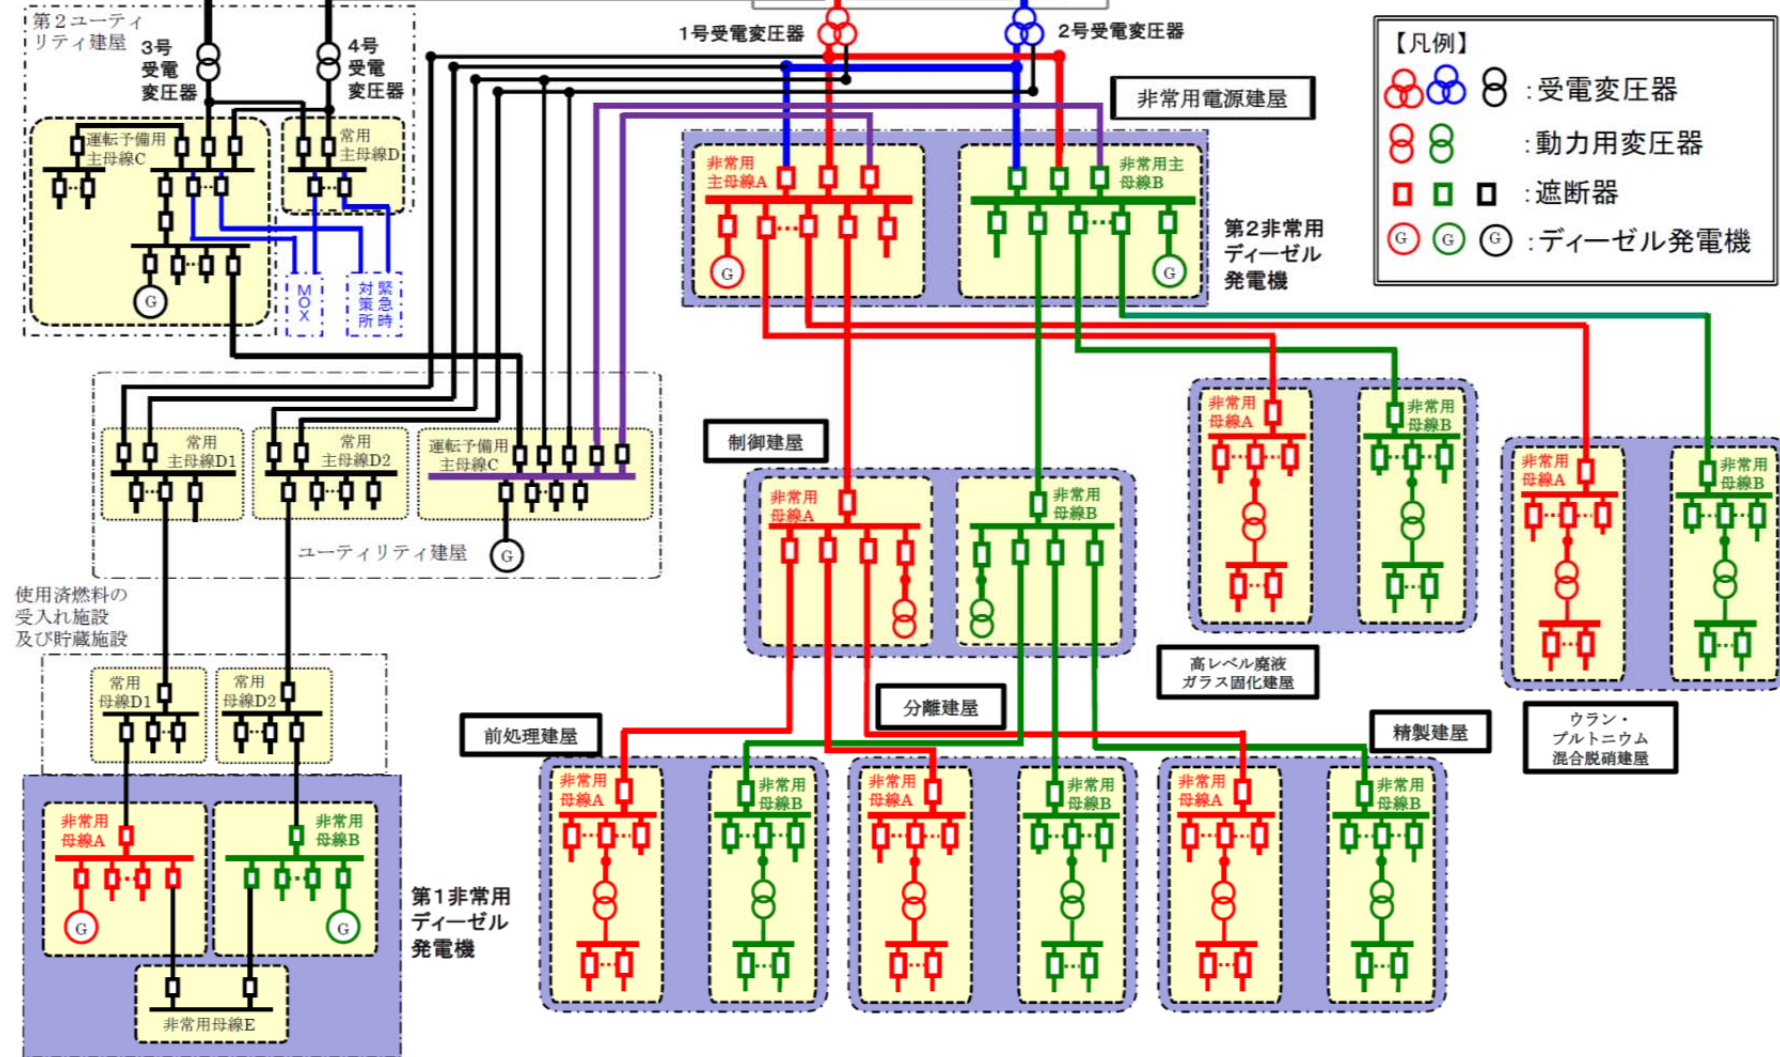 第２ユーティ
リティ建屋
3号
受電
変圧器
4号
受電
変圧器
1号受電変圧器
2号受電変圧器
【凡例】
：受電変圧器
：動力用変圧器
：遮断器
G G G ：ディーゼル発電機
運転予備用
主母線C
常用
主母線D
G
MOX
緊急時
対策所
非常用電源建屋
非常用
主母線A
非常用主
母線B
G
G
第2非常用
ディーゼル
発電機
制御建屋
常用
主母線D1
常用
主母線D2
運転予備用
主母線C
ユーティリティ建屋
G
非常用
母線A
非常用
母線B
非常用
母線A
非常用
母線B
高レベル廃液
ガラス固化建屋
非常用
母線A
非常用
母線B
ウラン・
プルトニウム
混合脱硝建屋
使用済燃料の
受入れ施設
及び貯蔵施設
常用
母線D1
常用
母線D2
非常用
母線A
非常用
母線B
G
G
非常用母線E
第1非常用
ディーゼル
発電機
前処理建屋
分離建屋
精製建屋
非常用
母線A
非常用
母線B
非常用
母線A
非常用
母線B
非常用
母線A
非常用
母線B